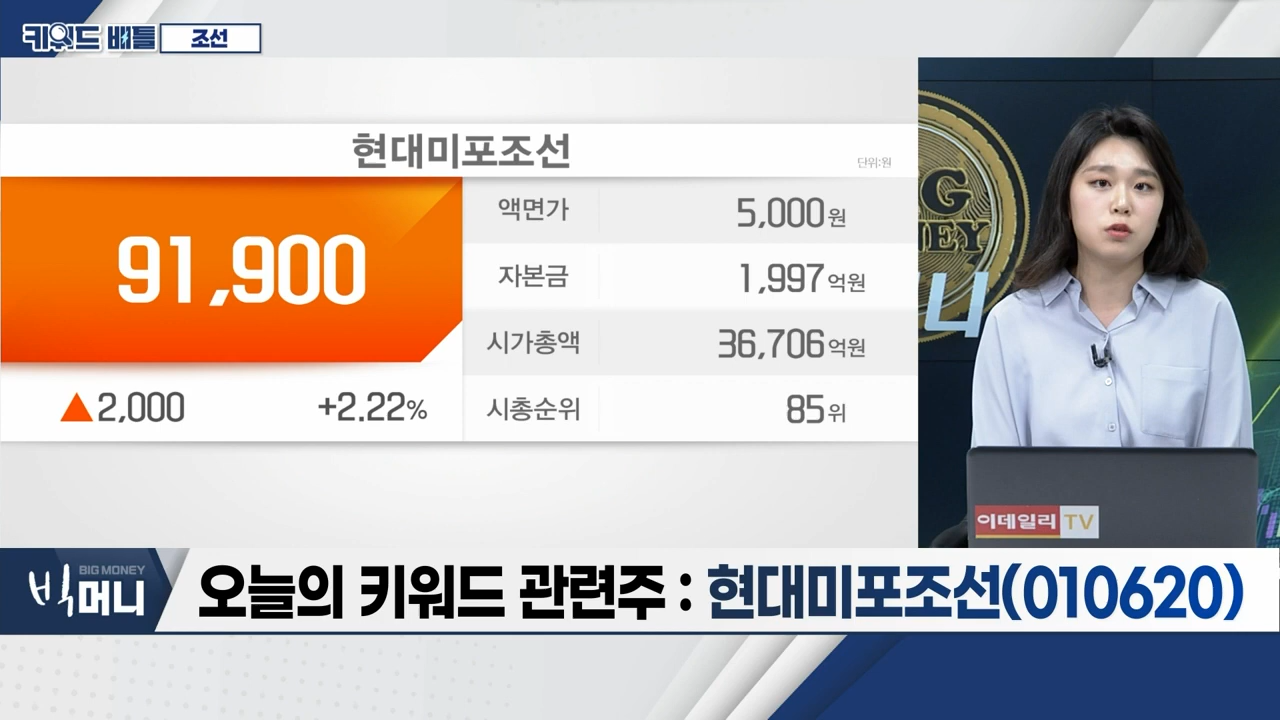 키워드 배틀 조선
현대미포조선
단위:원
91,900
▲2,000 +2.22%
액면가 5,000원
자본금 1,997억원
시가총액 36,706억원
시총순위 85위
이데일리 TV
BIG MONEY
빅머니
오늘의 키워드 관련주 : 현대미포조선(010620)